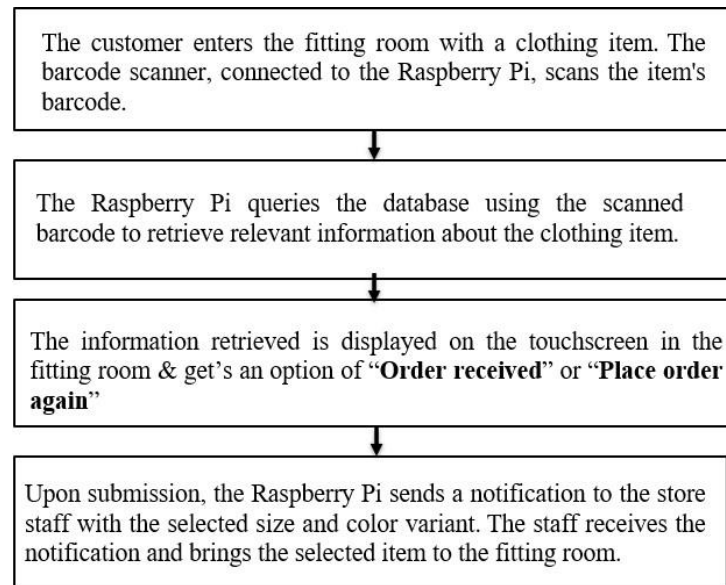 The customer enters the fitting room with a clothing item. The
barcode scanner, connected to the Raspberry Pi, scans the item's
barcode.
The Raspberry Pi queries the database using the scanned
barcode to retrieve relevant information about the clothing item.
The information retrieved is displayed on the touchscreen in the
fitting room & get’s an option of “Order received” or “Place order
again”
Upon submission, the Raspberry Pi sends a notification to the store
staff with the selected size and color variant. The staff receives the
notification and brings the selected item to the fitting room.